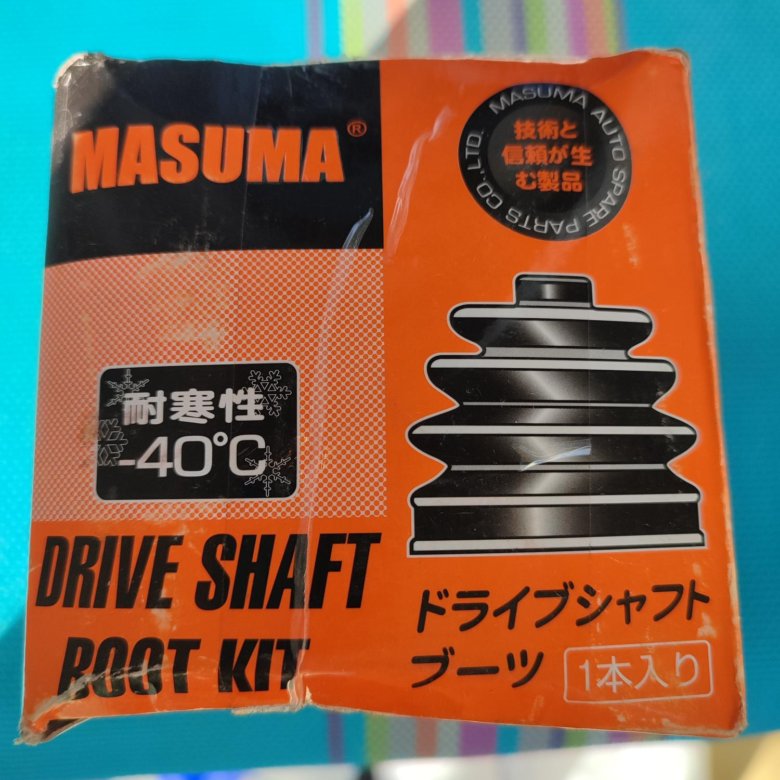 MASUMA®
MASUMA AUTO SPARE PARTS CO., LTD.
技術と
信頼が生
む製品
耐寒性
-40°C
DRIVE SHAFT
BOOT KIT
ドライブシャフト
ブーツ
1本入り